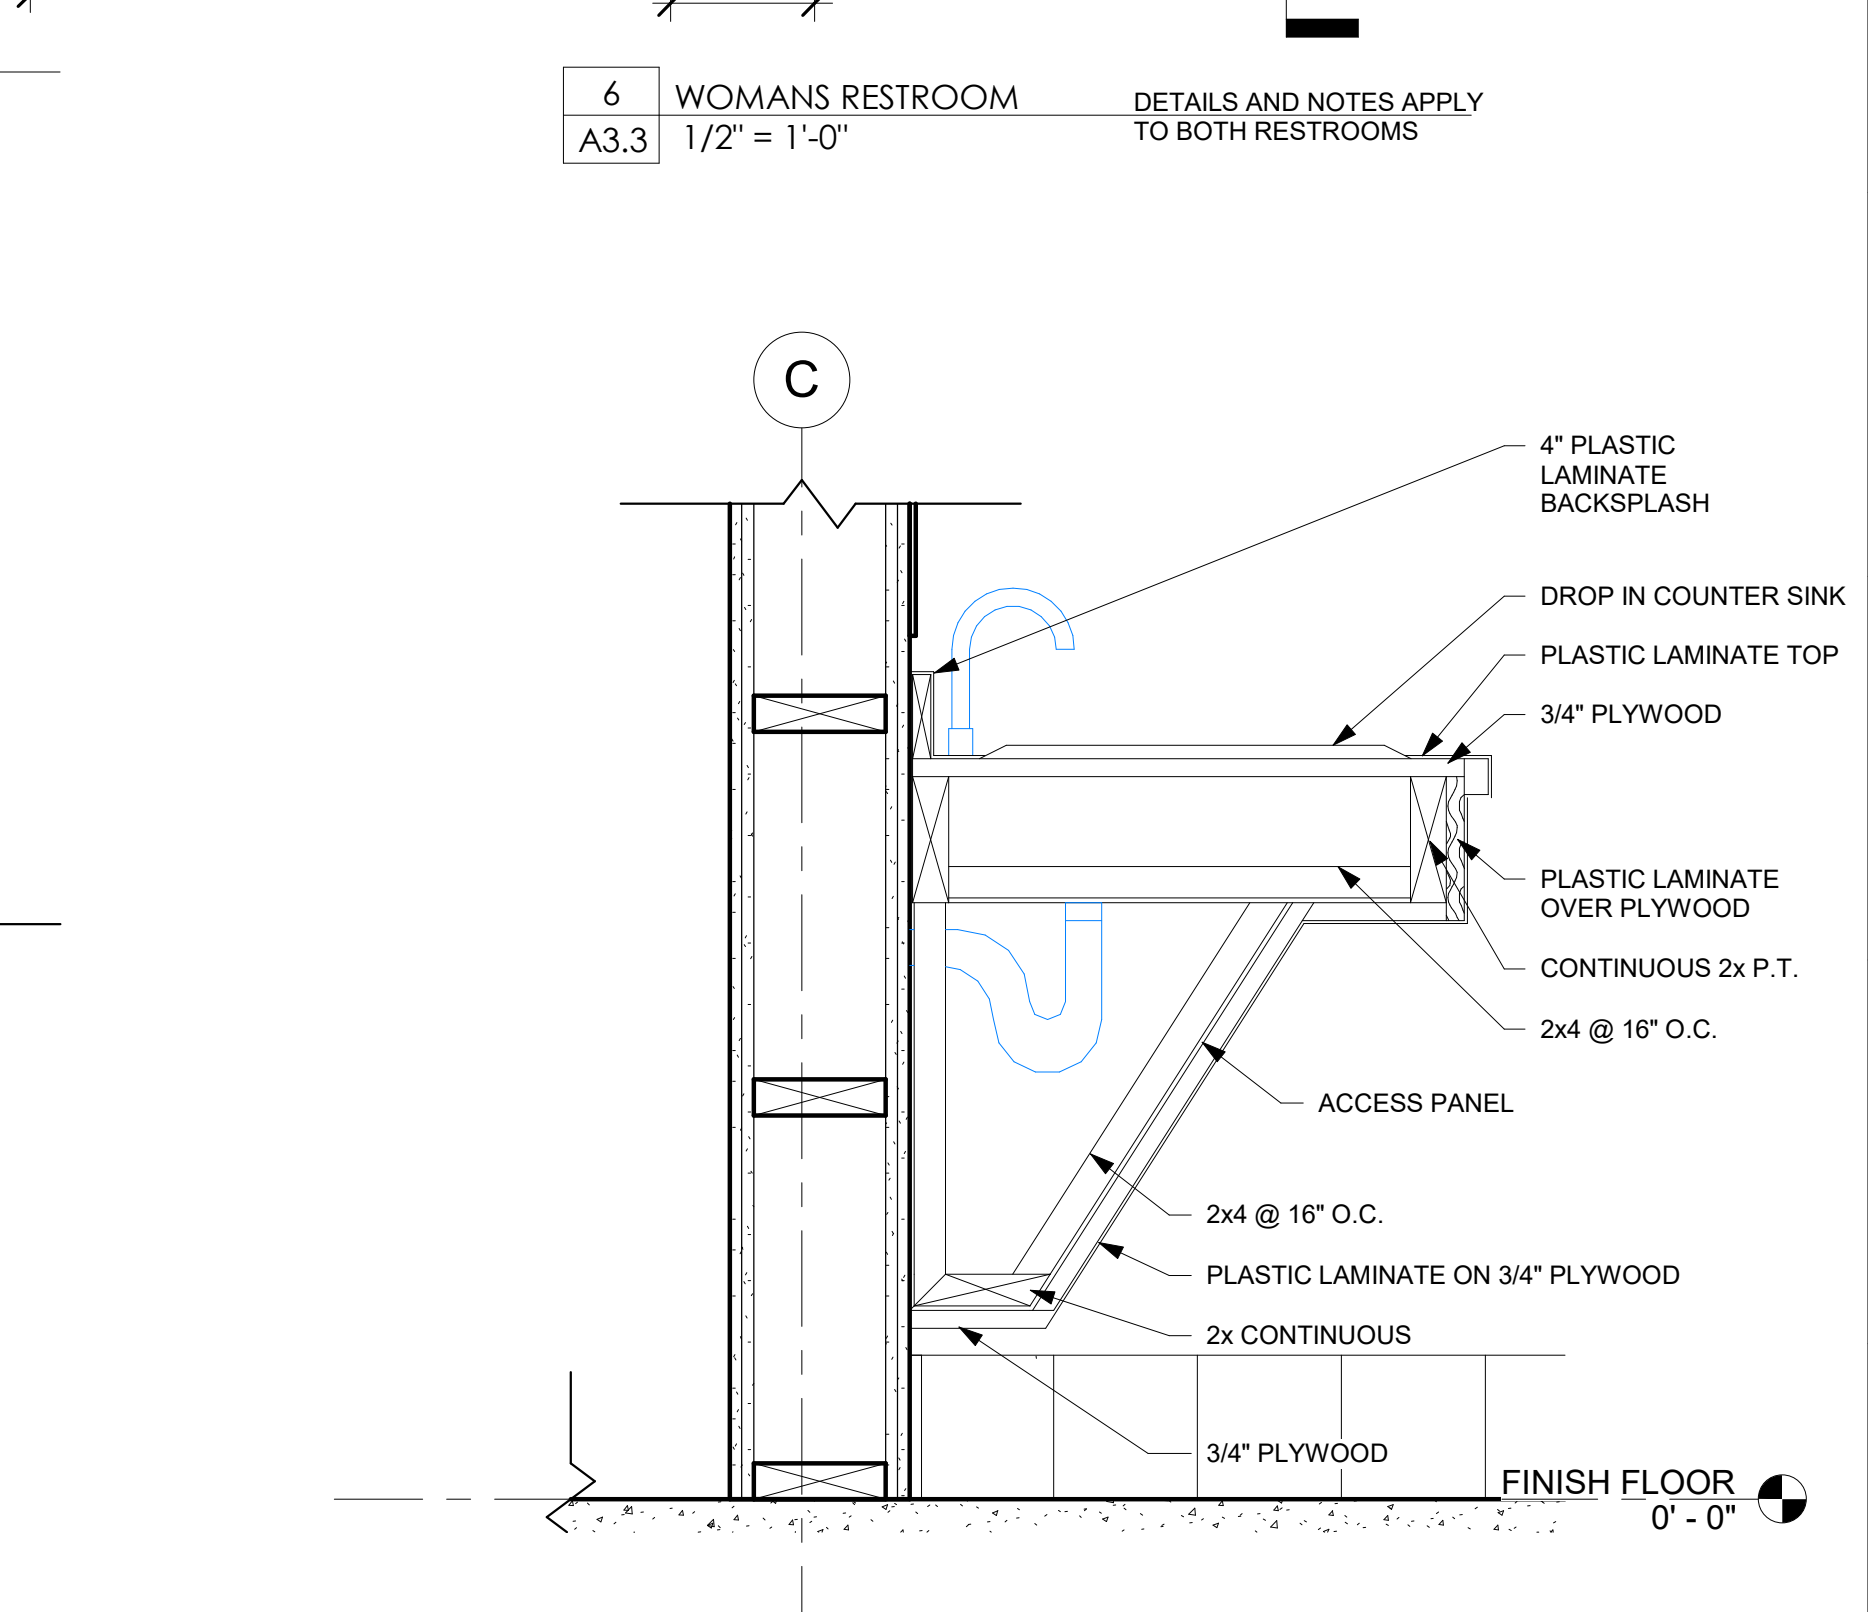 6
WOMANS RESTROOM
A3.3
1/2" = 1'-0"
DETAILS AND NOTES APPLY
TO BOTH RESTROOMS
C
4" PLASTIC
LAMINATE
BACKSPLASH
DROP IN COUNTER SINK
PLASTIC LAMINATE TOP
3/4" PLYWOOD
PLASTIC LAMINATE
OVER PLYWOOD
CONTINUOUS 2x P.T.
2x4 @ 16" O.C.
ACCESS PANEL
2x4 @ 16" O.C.
PLASTIC LAMINATE ON 3/4" PLYWOOD
2x CONTINUOUS
3/4" PLYWOOD
FINISH FLOOR
0' - 0"